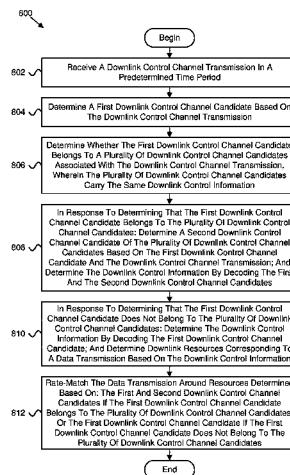 600
Begin
802
Receive A Downlink Control Channel Transmission In A
Predetermined Time Period
804
Determine A First Downlink Control Channel Candidate Based On
The Downlink Control Channel Transmission
806
Determine Whether The First Downlink Control Channel Candidate
Belongs To A Plurality Of Downlink Control Channel Candidates
Associated With The Downlink Control Channel Transmission,
Wherein The Plurality Of Downlink Control Channel Candidates
Carry The Same Downlink Control Information
808
In Response To Determining That The First Downlink Control
Channel Candidate Belongs To The Plurality Of Downlink Control
Channel Candidates: Determine A Second Downlink Control
Channel Candidate Of The Plurality Of Downlink Control Channel
Candidates Based On The First Downlink Control Channel
Candidate And The Downlink Control Transmission; And
Determine The Downlink Control Information By Decoding The First
And The Second Downlink Control Channel Candidates
810
In Response To Determining That The First Downlink Control
Channel Candidate Does Not Belong To The Plurality Of Downlink
Control Channel Candidates: Determine The Downlink Control
Information By Decoding The First Downlink Control Channel
Candidate; And Determine Downlink Resources Corresponding To
A Data Transmission Based On The Downlink Control Information
812
Rate-Match The Data Transmission Around Resources Determined
Based On: The First And Second Downlink Control Channel
Candidates If The First Downlink Control Channel Candidate
Belongs To The Plurality Of Downlink Control Channel Candidates,
Or The First Downlink Control Channel Candidate If The First
Downlink Control Channel Candidate Does Not Belong To The
Plurality Of Downlink Control Channel Candidates
End